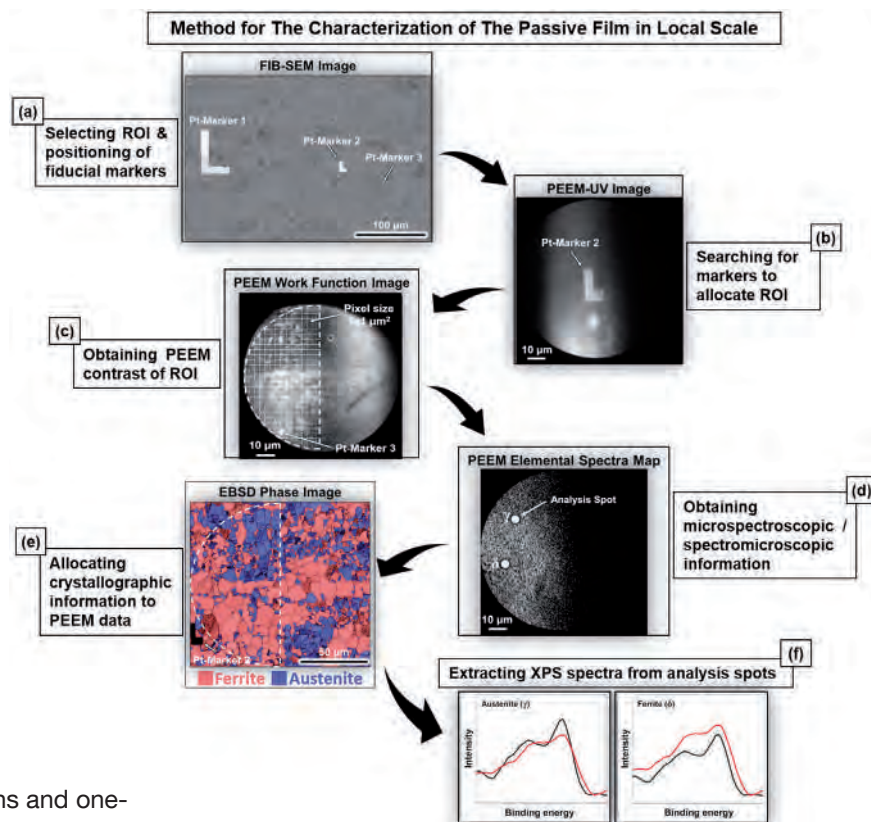 Method for The Characterization of The Passive Film in Local Scale
FIB-SEM Image
(a)
Selecting ROI &
positioning of
fiducial markers
Pt-Marker 1
Pt-Marker 2
Pt-Marker 3
100 µm
PEEM-UV Image
Pt-Marker 2
10 µm
(b)
Searching for
markers to
allocate ROI
PEEM Work Function Image
(c)
Obtaining PEEM
contrast of ROI
Pixel size
µm²
10 µm
Pt-Marker 3
PEEM Elemental Spectra Map
γ
Analysis Spot
10 µm
(d)
Obtaining
microspectroscopic /
spectromicroscopic
information
EBSD Phase Image
(e)
Allocating
crystallographic
information to
PEEM data
Pt-Marker
50 µm
Ferrite Austenite
(f)
Extracting XPS spectra from analysis spots
Austenite (γ)
Intensity
Binding energy
Ferrite (δ)
Intensity
Binding energy
ns and one-